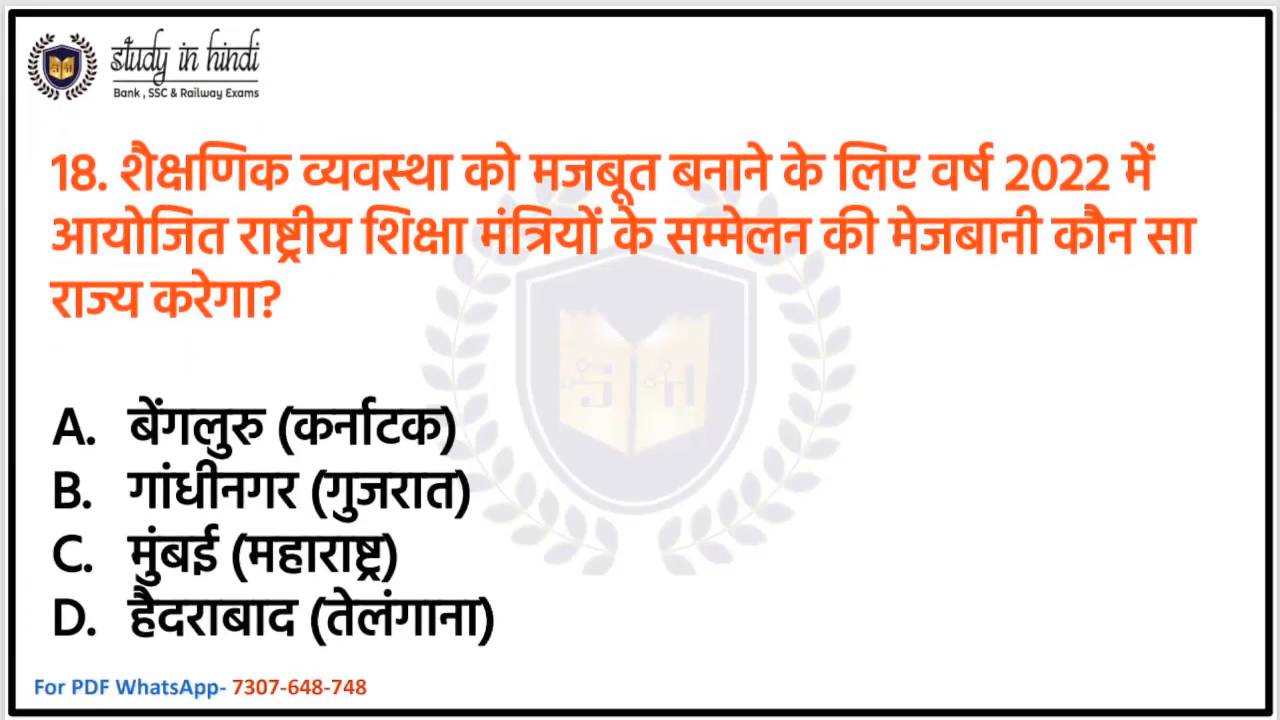 study in hindi
Bank , SSC & Railway Exams
18. शैक्षणिक व्यवस्था को मजबूत बनाने के लिए वर्ष 2022 में
आयोजित राष्ट्रीय शिक्षा मंत्रियों के सम्मेलन की मेजबानी कौन सा
राज्य करेगा?
A. बेंगलुरु (कर्नाटक)
B. गांधीनगर (गुजरात)
C. मुंबई (महाराष्ट्र)
D. हैदराबाद (तेलंगाना)
For PDF WhatsApp- 7307-648-748